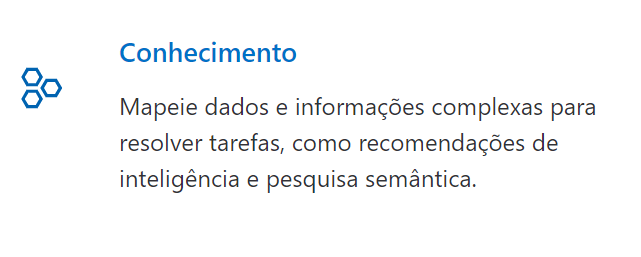 Conhecimento
Mapeie dados e informações complexas para
resolver tarefas, como recomendações de
inteligência e pesquisa semântica.